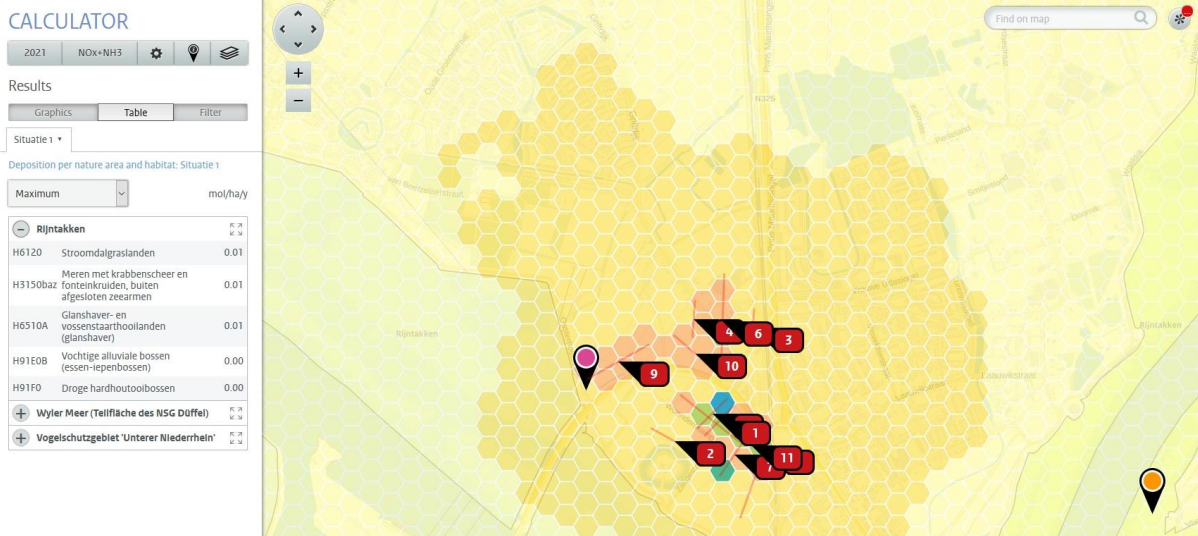 CALCULATOR
2021 NOx+NH3
Results
Graphics Table Filter
Situatie 1
Deposition per nature area and habitat: Situatie 1
Maximum mol/ha/y
Rijntakken
H6120 Stroomdalgraslanden 0.01
H3150baz Meren met krabbenscheer en
fonteinkruiden, buiten
afgesloten zeearmen 0.01
H6510A Glanshaver- en
vossenstaarthooilanden
(glanshaver) 0.01
H91E0B Vochtige alluviale bossen
(essen-iepenbossen) 0.00
H91F0 Droge hardhoutooibossen 0.00
Wyler Meer (Teilfläche des NSG Düffel)
Vogelschutzgebiet 'Unterer Niederrhein'
+
−
Find on map
N325
Rijntakken
Rijntakken
4 6 3
9 10
1
2 7 11